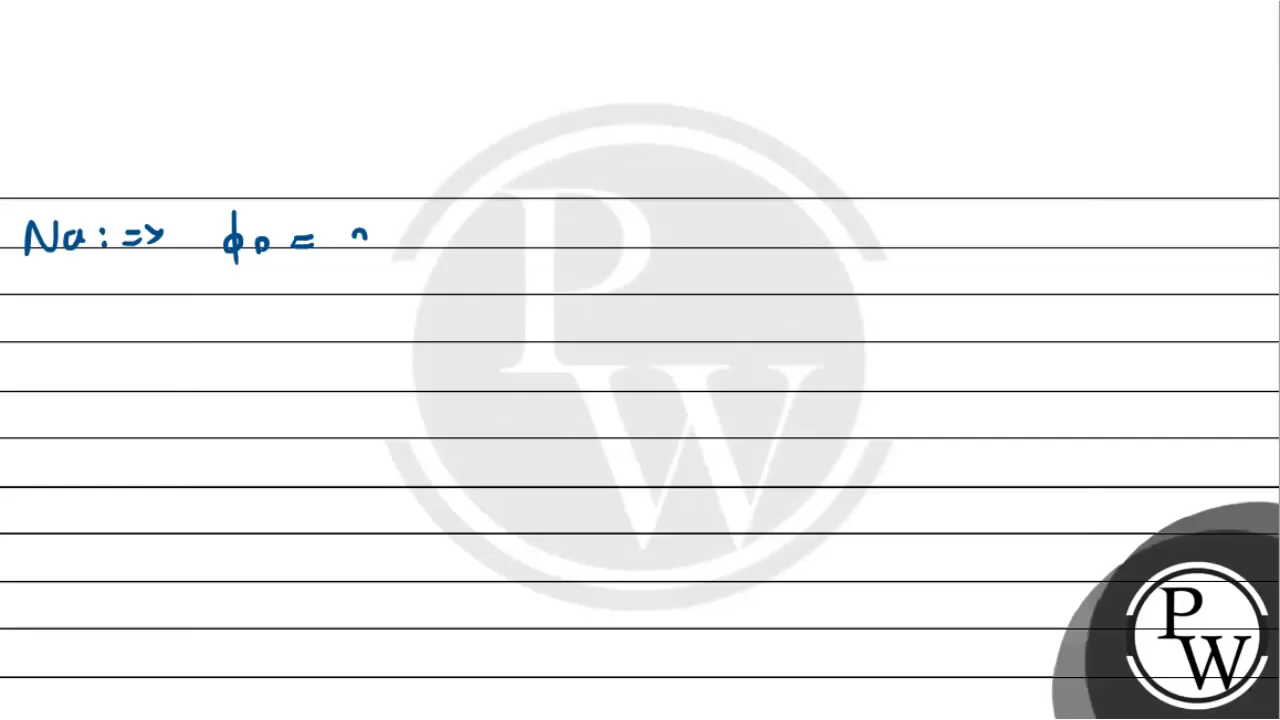 Na : => ϕ₀ =
P
W
P
W